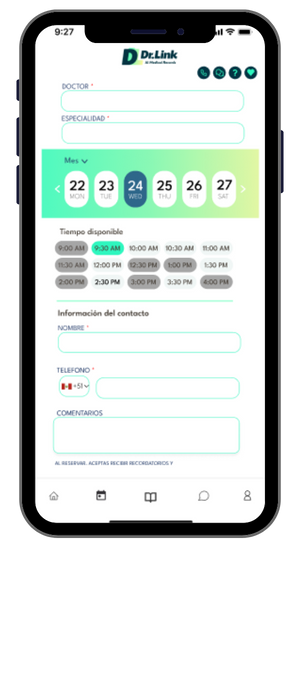 9:27
Dr.Link
AI Medical Records
DOCTOR *
ESPECIALIDAD *
Mes
22 23 24 25 26 27
MON TUE WED THU FRI SAT
Tiempo disponible
9:00 AM 9:30 AM 10:00 AM 10:30 AM 11:00 AM
11:30 AM 12:00 PM 12:30 PM 1:00 PM 1:30 PM
2:00 PM 2:30 PM 3:00 PM 3:30 PM 4:00 PM
Información del contacto
NOMBRE *
TELEFONO *
+51
COMENTARIOS
AL RESERVAR, ACEPTAS RECIBIR RECORDATORIOS Y